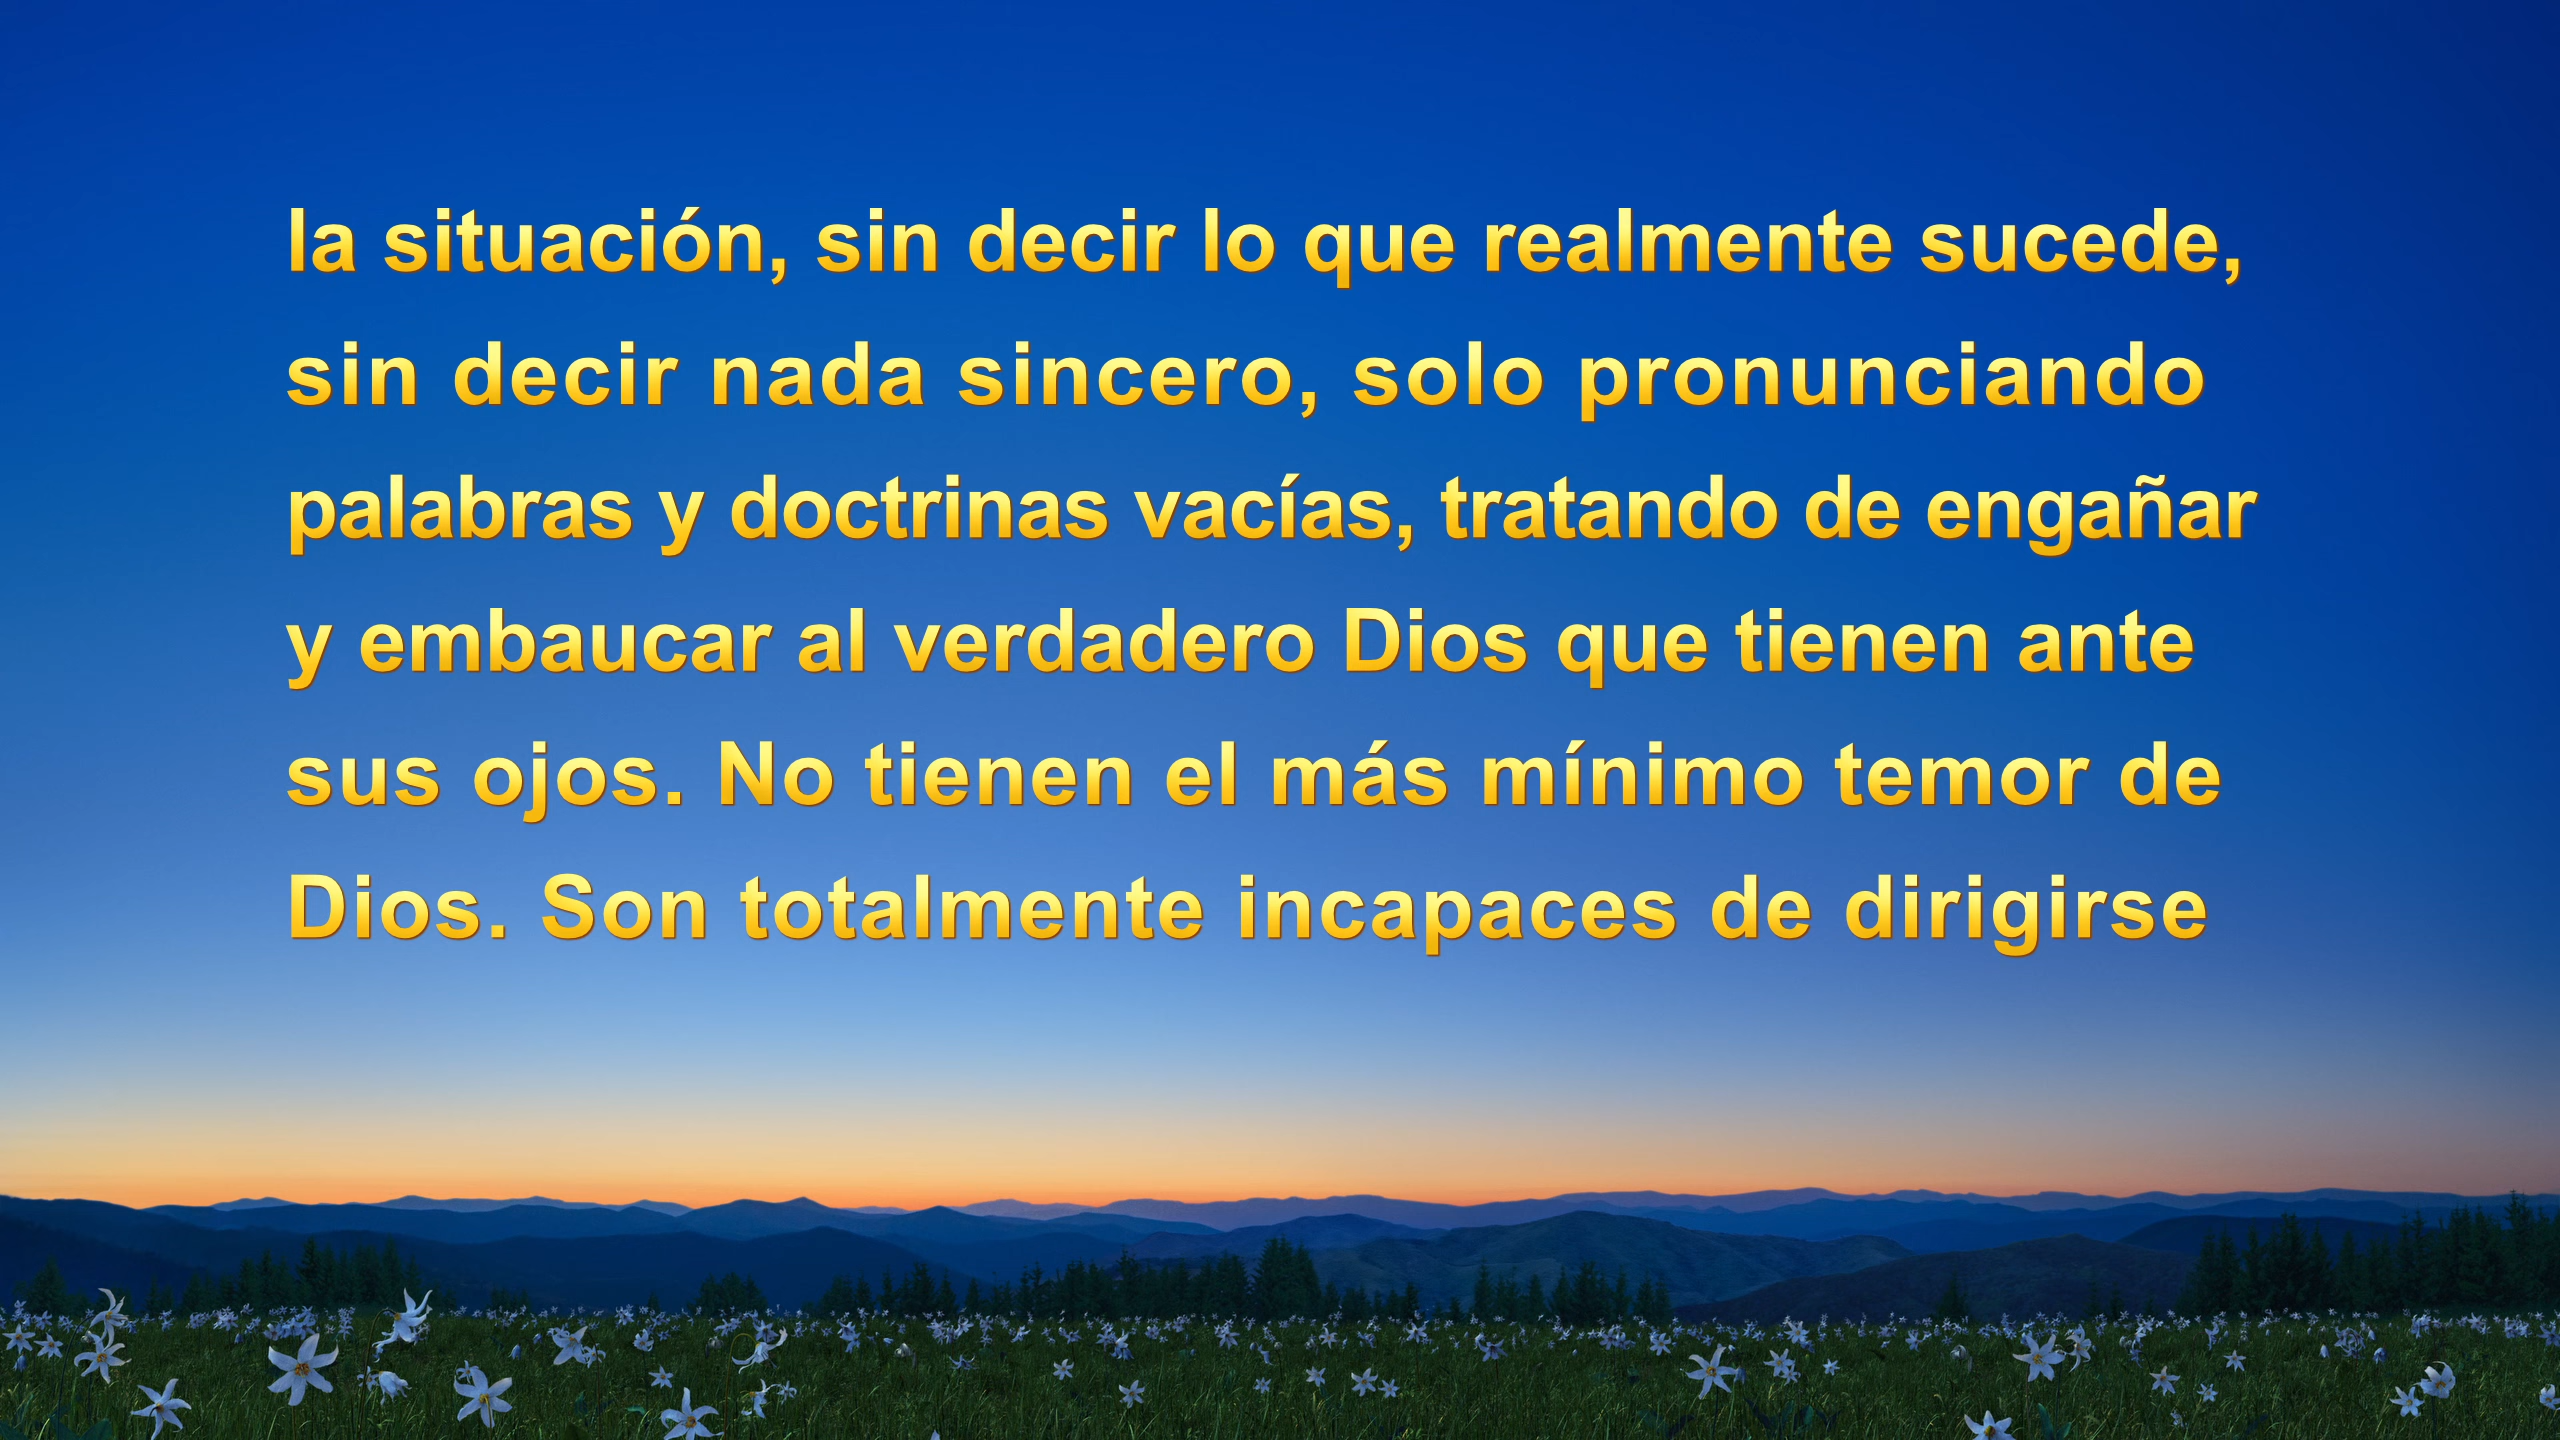 la situación, sin decir lo que realmente sucede,
sin decir nada sincero, solo pronunciando
palabras y doctrinas vacías, tratando de engañar
y embaucar al verdadero Dios que tienen ante
sus ojos. No tienen el más mínimo temor de
Dios. Son totalmente incapaces de dirigirse